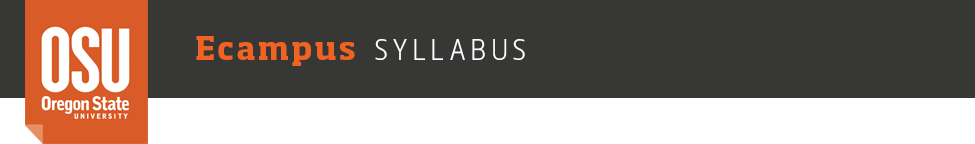 OSU
Oregon State
UNIVERSITY
Ecampus SYLLABUS